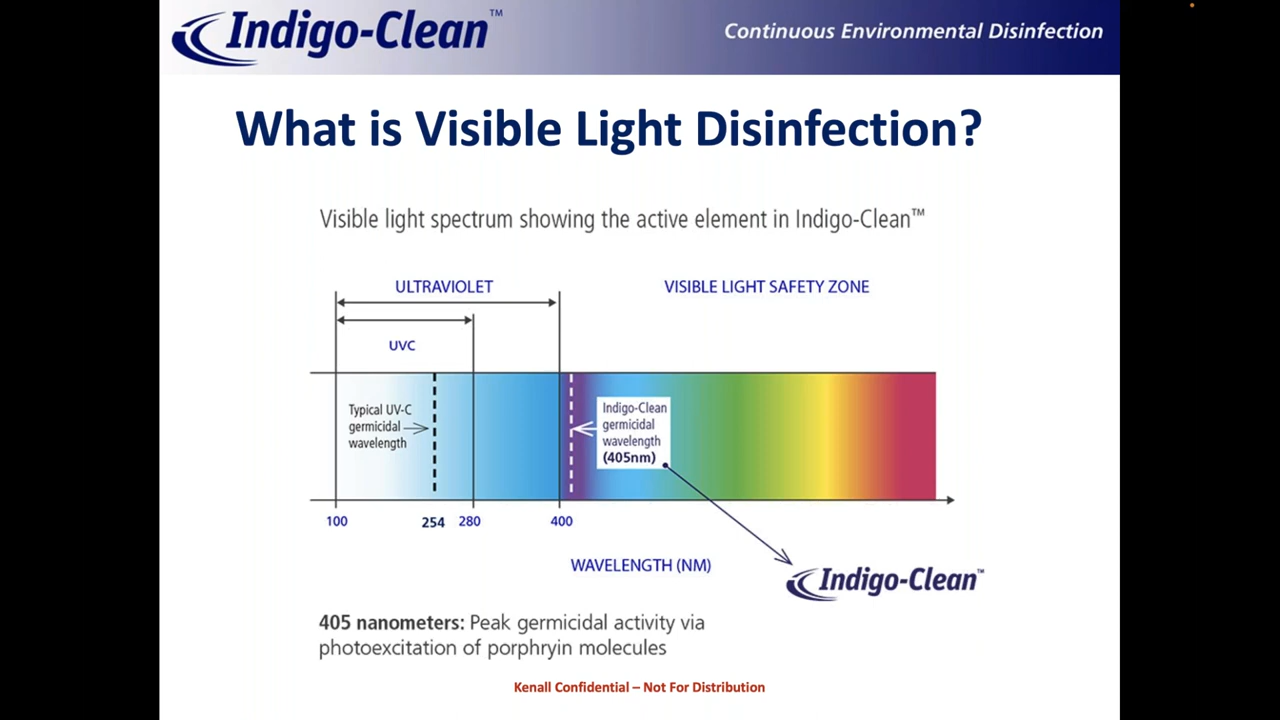 Indigo-Clean™
Continuous Environmental Disinfection
What is Visible Light Disinfection?
Visible light spectrum showing the active element in Indigo-Clean™
ULTRAVIOLET
VISIBLE LIGHT SAFETY ZONE
UVC
Typical UV-C
germicidal
wavelength
Indigo-Clean
germicidal
wavelength
(405nm)
100
254
280
400
WAVELENGTH (NM)
Indigo-Clean™
405 nanometers: Peak germicidal activity via
photoexcitation of porphryin molecules
Kenall Confidential – Not For Distribution